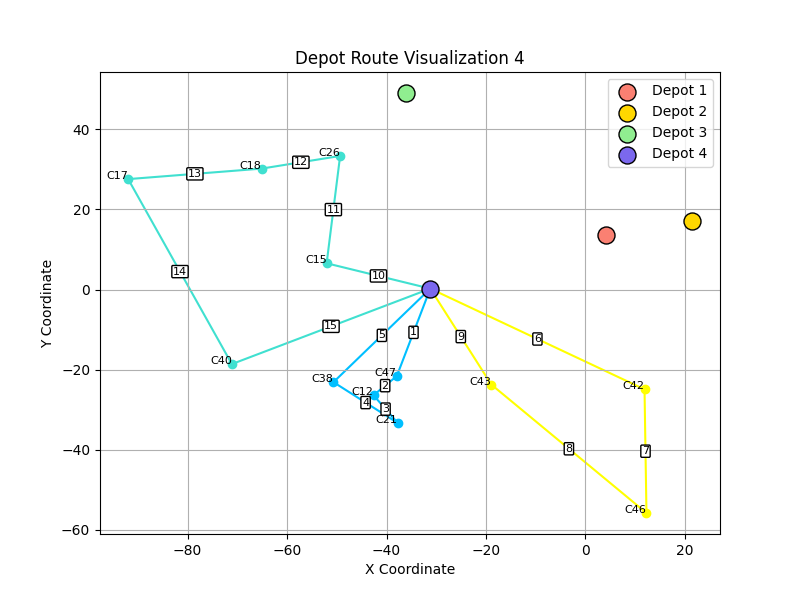 Depot Route Visualization 4
Depot 1
Depot 2
Depot 3
Depot 4
Y Coordinate
40
20
0
−20
−40
−60
C26
12
C18
13
C17
11
14
C15
10
15
C40
5
1
9
6
C47
C38
2
C12
4
3
C21
C43
C42
8
7
C46
−80
−60
−40
−20
0
20
X Coordinate